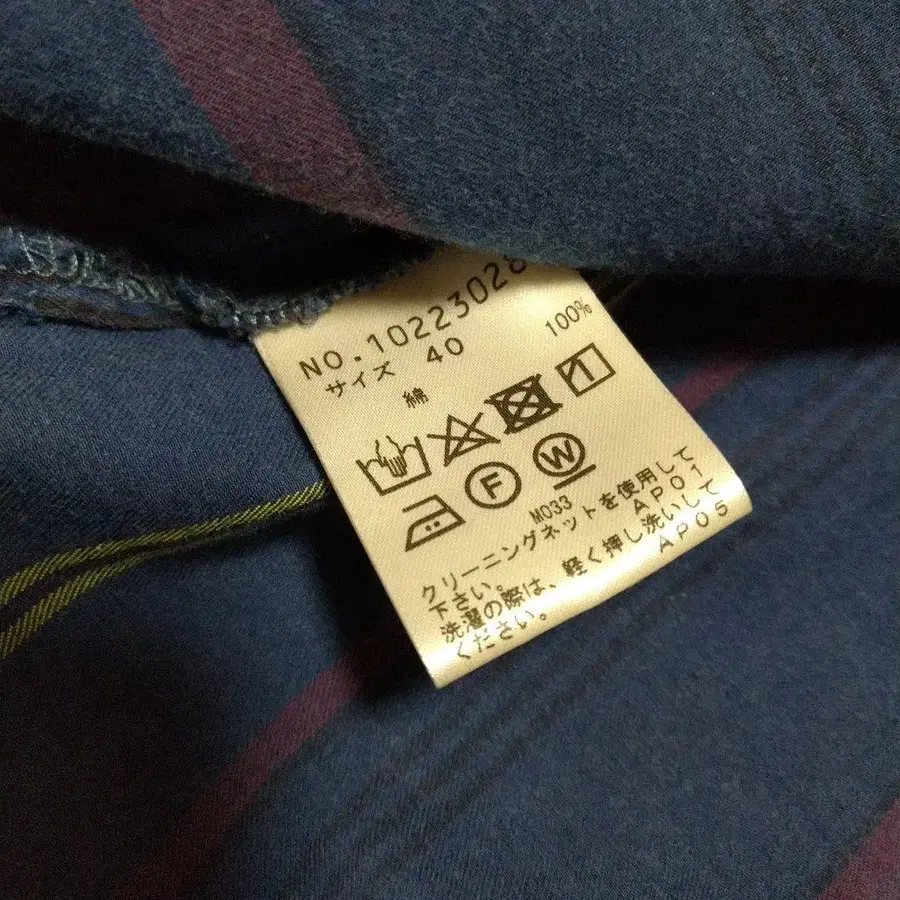 NO.10223028
サイズ 40
綿 100%
F W
M033
クリーニングネットを使用して
下さい。 AP01
洗濯の際は、軽く押し洗いして
ください。 AP05